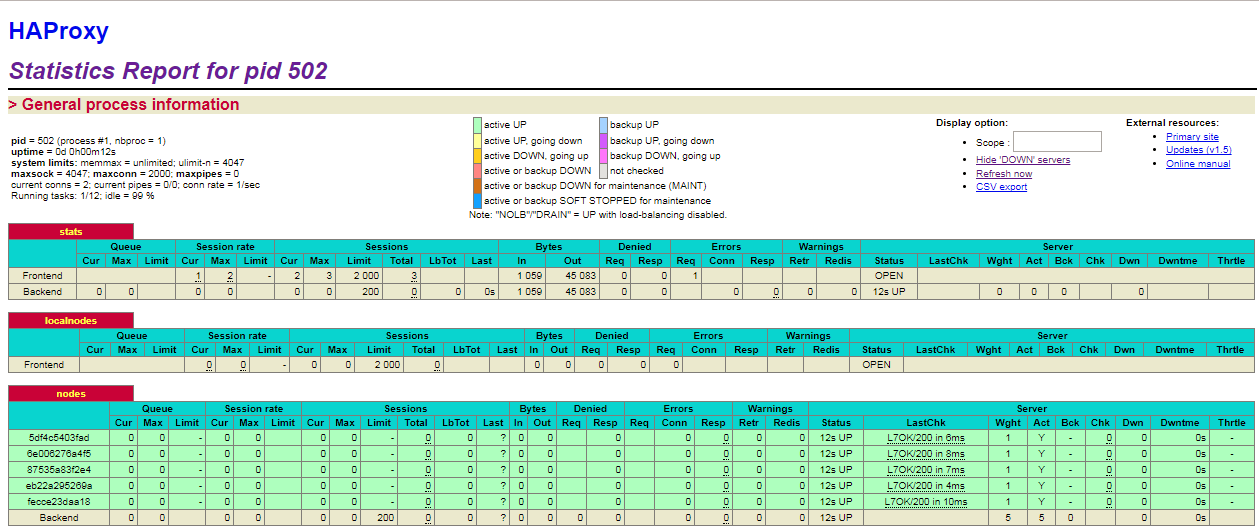 HAProxy
Statistics Report for pid 502
> General process information
pid = 502 (process #1, nbproc = 1)
uptime = 0d 0h00m12s
system limits: memmax = unlimited; ulimit-n = 4047
maxsock = 4047; maxconn = 2000; maxpipes = 0
current conns = 2; current pipes = 0/0; conn rate = 1/sec
Running tasks: 1/12; idle = 99 %
active UP backup UP
active UP, going down backup UP, going down
active DOWN, going up backup DOWN, going up
active or backup DOWN not checked
active or backup DOWN for maintenance (MAINT)
active or backup SOFT STOPPED for maintenance
Note: "NOLB"/"DRAIN" = UP with load-balancing disabled.
Display option:
• Scope :
• Hide 'DOWN' servers
• Refresh now
• CSV export
External resources:
• Primary site
• Updates (v1.5)
• Online manual
stats
Queue Session rate Sessions Bytes Denied Errors Warnings Server
Cur Max Limit Cur Max Limit Cur Max Limit Total LbTot Last In Out Req Resp Req Conn Resp Retr Redis Status LastChk Wght Act Bck Chk Dwn Dwntme Thrtle
Frontend 1 2 - 2 3 2 000 3 1 059 45 083 0 0 1 OPEN
Backend 0 0 0 0 0 0 200 0 0 0s 1 059 45 083 0 0 0 0 0 0 12s UP 0 0 0 0
localnodes
Queue Session rate Sessions Bytes Denied Errors Warnings Server
Cur Max Limit Cur Max Limit Cur Max Limit Total LbTot Last In Out Req Resp Req Conn Resp Retr Redis Status LastChk Wght Act Bck Chk Dwn Dwntme Thrtle
Frontend 0 0 - 0 0 2 000 0 0 0 0 0 0 OPEN
nodes
Queue Session rate Sessions Bytes Denied Errors Warnings Server
Cur Max Limit Cur Max Limit Cur Max Limit Total LbTot Last In Out Req Resp Req Conn Resp Retr Redis Status LastChk Wght Act Bck Chk Dwn Dwntme Thrtle
5df4c5403fad 0 0 - 0 0 0 0 - 0 0 ? 0 0 0 0 0 0 0 12s UP L7OK/200 in 6ms 1 Y - 0 0 0s -
6e006276a4f5 0 0 - 0 0 0 0 - 0 0 ? 0 0 0 0 0 0 0 12s UP L7OK/200 in 8ms 1 Y - 0 0 0s -
87535a83f2e4 0 0 - 0 0 0 0 - 0 0 ? 0 0 0 0 0 0 0 12s UP L7OK/200 in 7ms 1 Y - 0 0 0s -
eb22a295269a 0 0 - 0 0 0 0 - 0 0 ? 0 0 0 0 0 0 0 12s UP L7OK/200 in 4ms 1 Y - 0 0 0s -
fecce23daa18 0 0 - 0 0 0 0 - 0 0 ? 0 0 0 0 0 0 0 12s UP L7OK/200 in 10ms 1 Y - 0 0 0s -
Backend 0 0 0 0 0 0 200 0 0 ? 0 0 0 0 0 0 0 0 12s UP 5 5 0 0 0s